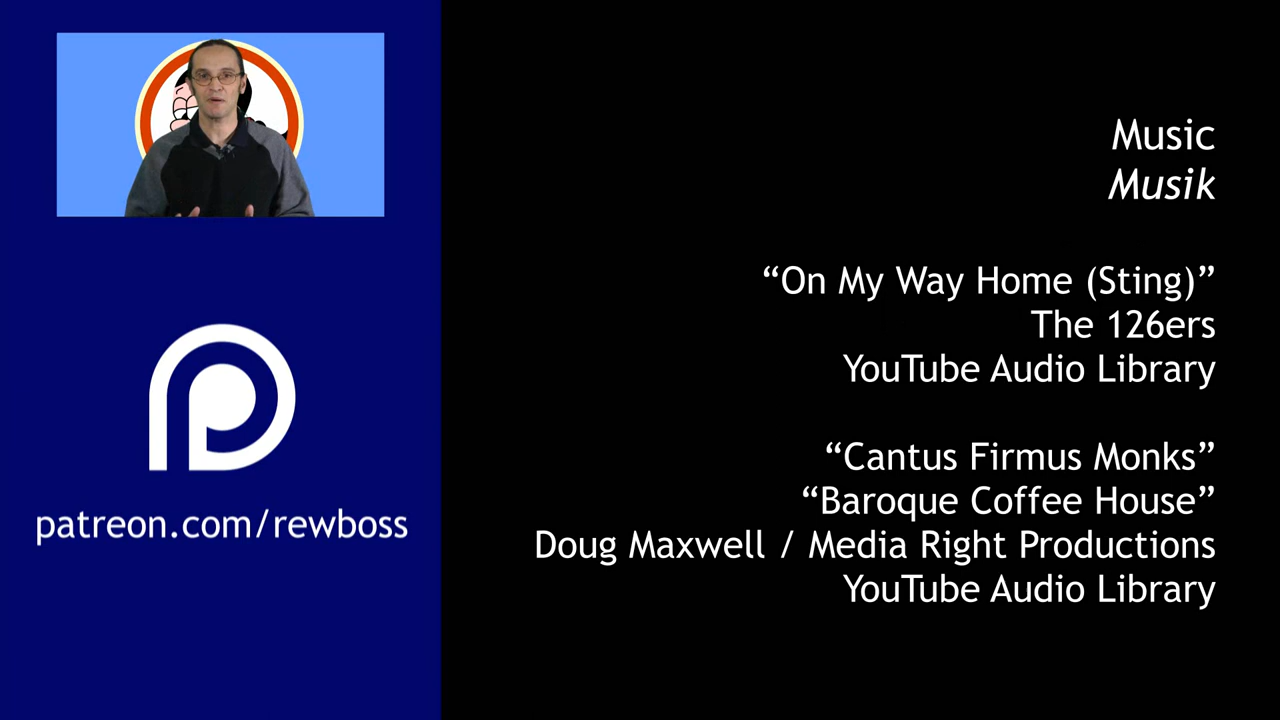 Music
Musik
“On My Way Home (Sting)”
The 126ers
YouTube Audio Library
“Cantus Firmus Monks”
“Baroque Coffee House”
Doug Maxwell / Media Right Productions
YouTube Audio Library
patreon.com/rewboss